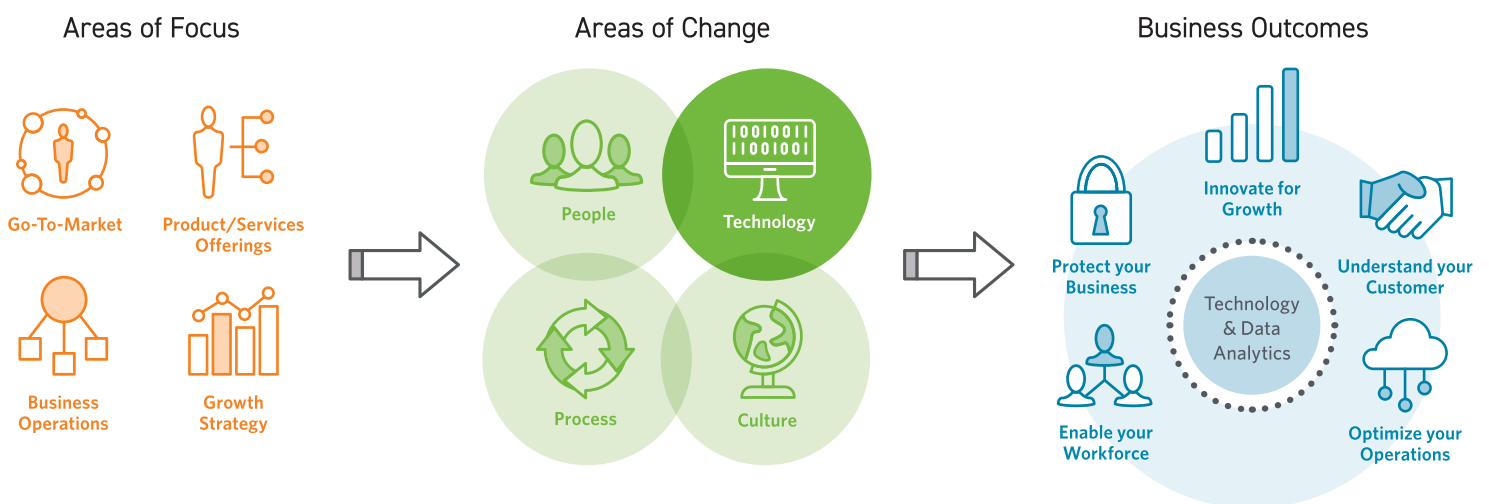 Areas of Focus
Go-To-Market
Product/Services
Offerings
Business
Operations
Growth
Strategy
Areas of Change
People
10010011
11001001
Technology
Process
Culture
Business Outcomes
Innovate for
Growth
Protect your
Business
Understand your
Customer
Technology
& Data
Analytics
Enable your
Workforce
Optimize your
Operations